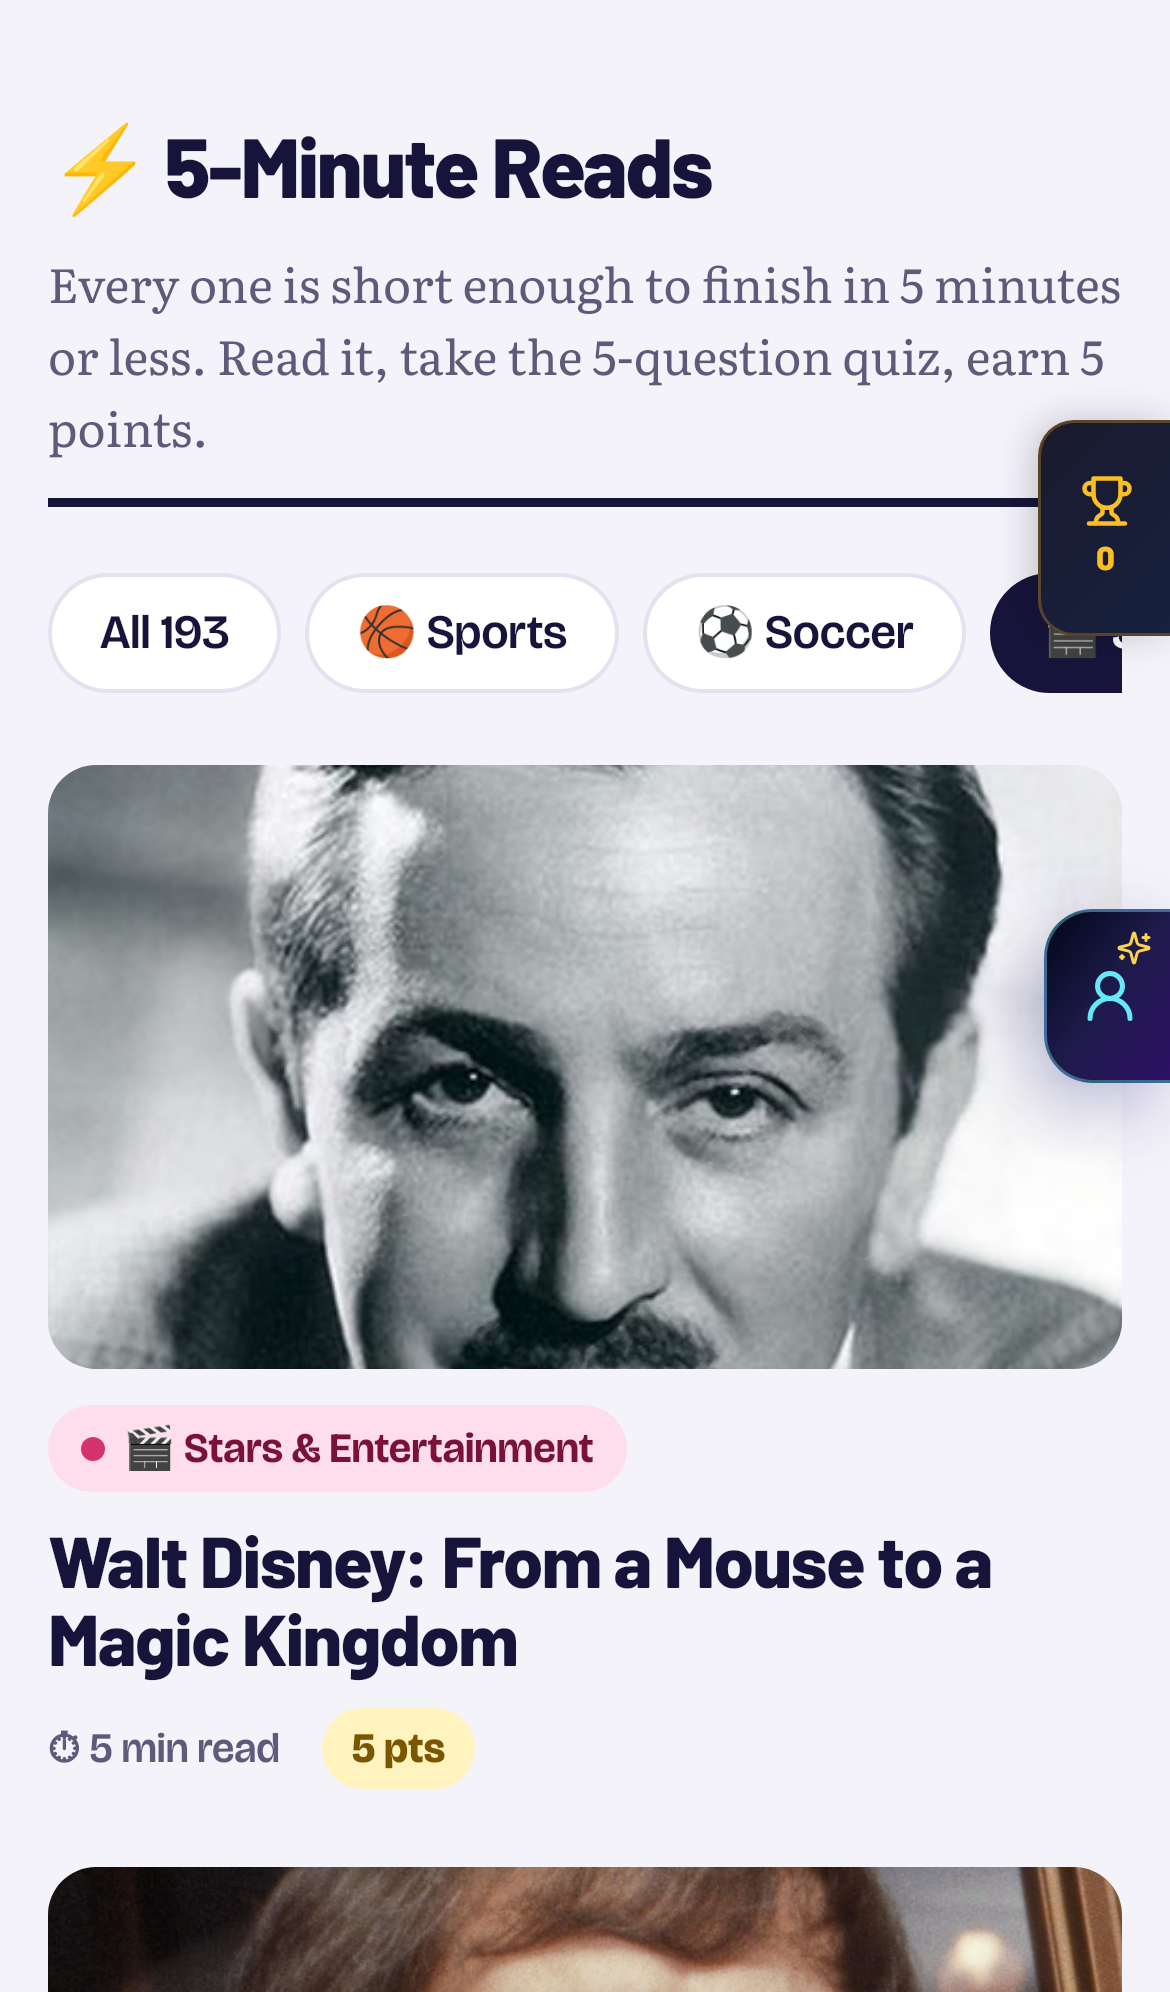 ⚡ 5-Minute Reads
Every one is short enough to finish in 5 minutes
or less. Read it, take the 5-question quiz, earn 5
points.
0
All 193
🏀 Sports
⚽ Soccer
🎬 Stars & Entertainment
Walt Disney: From a Mouse to a
Magic Kingdom
⏱ 5 min read
5 pts